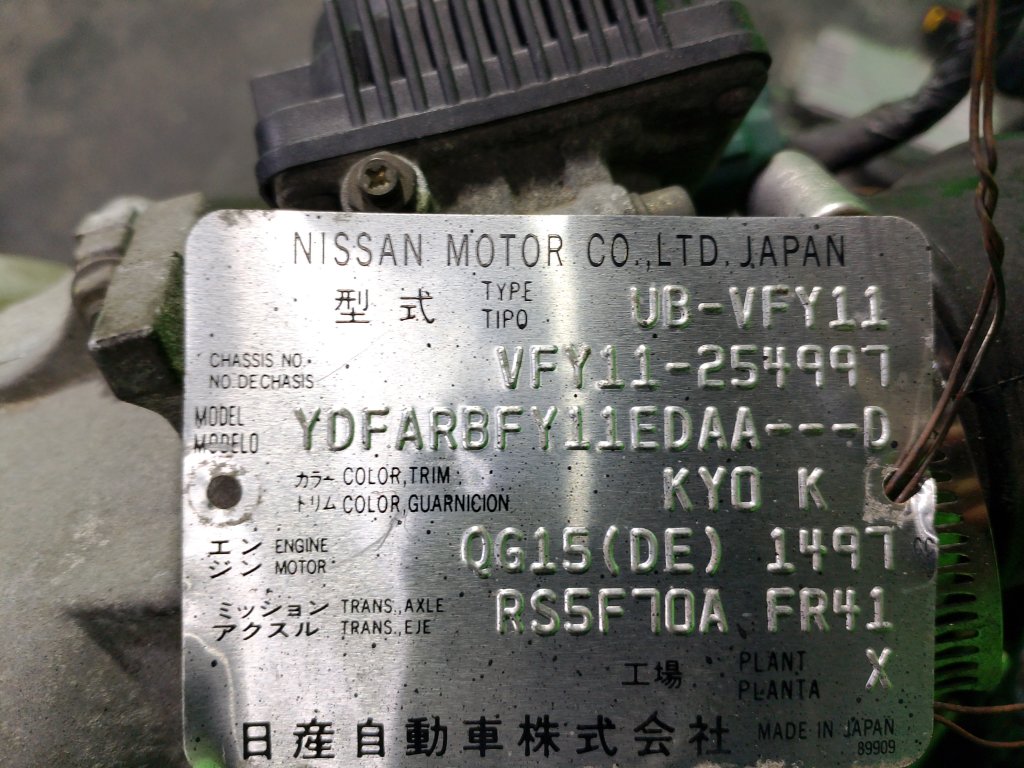 NISSAN MOTOR CO.,LTD. JAPAN
型式 TYPE UB-VFY11
TIPO
CHASSIS NO. VFY11-254997
NO. DE CHASIS
MODEL YDFARBFY11EDAA---D
MODELO
カラー COLOR,TRIM KY0 K
トリム COLOR,GUARNICION
エン ENGINE QG15(DE) 1497
ジン MOTOR
ミッション TRANS.,AXLE RS5F70A FR41
アクスル TRANS.,EJE
工場 PLANT X
PLANTA
日産自動車株式会社 MADE IN JAPAN
89909